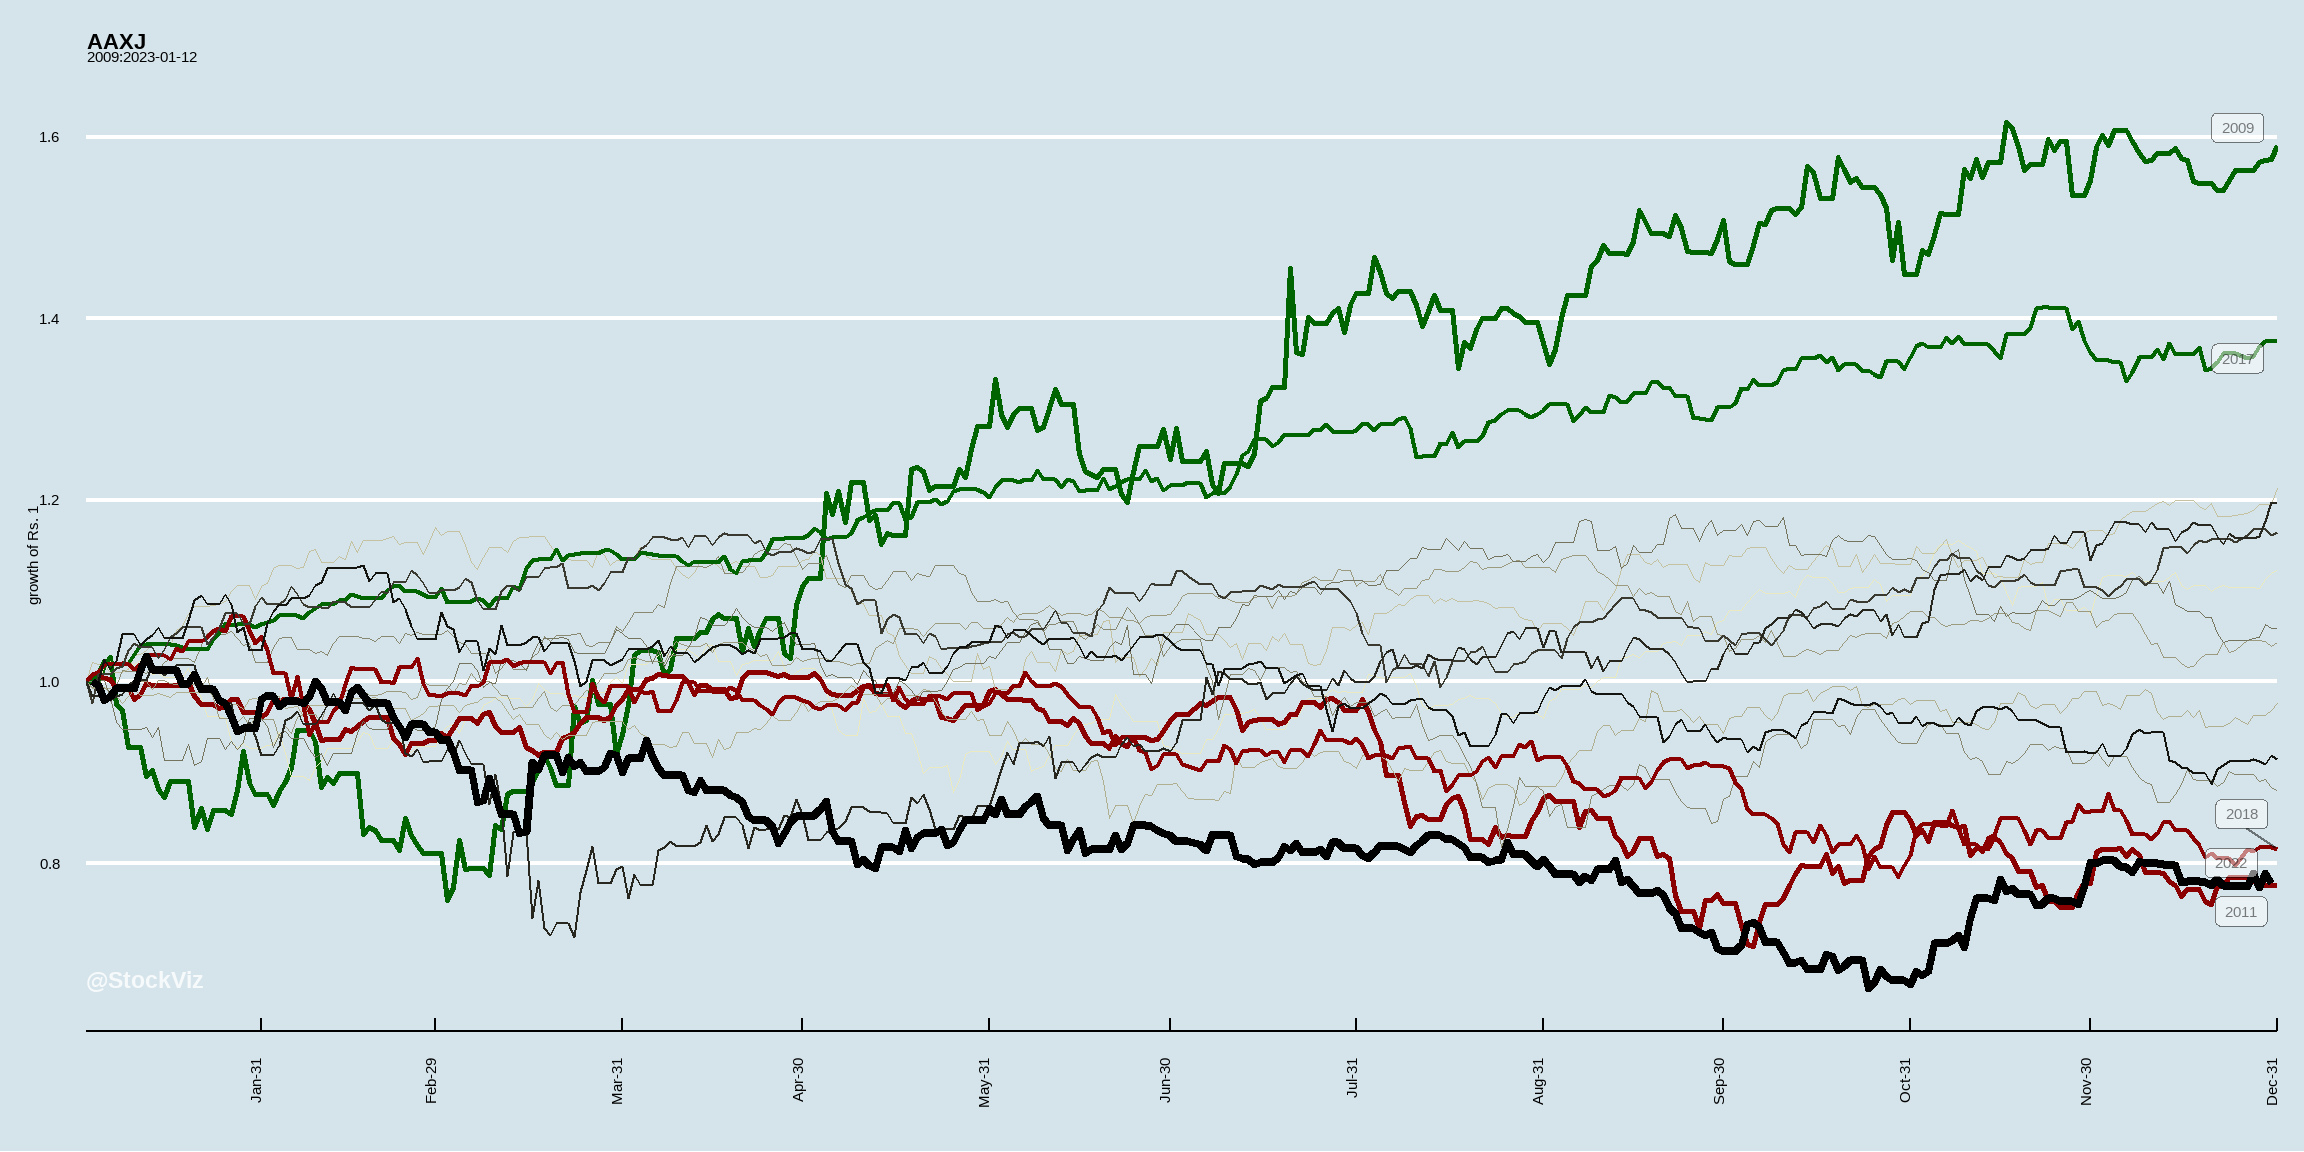 AAXJ
2009:2023-01-12
1.6
1.4
1.2
1.0
0.8
growth of Rs. 1
2009
2017
2018
2022
2011
@StockViz
Jan-31
Feb-29
Mar-31
Apr-30
May-31
Jun-30
Jul-31
Aug-31
Sep-30
Oct-31
Nov-30
Dec-31